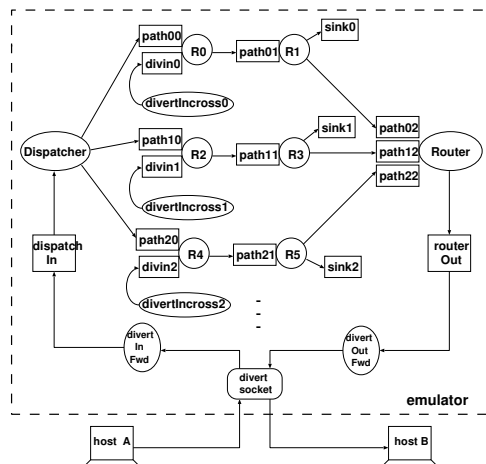 sink0
path00
R0
path01
R1
divin0
divertIncross0
sink1
path02
path10
Dispatcher
R2
path11
R3
path12
Router
divin1
path22
divertIncross1
path20
dispatch
In
R4
path21
R5
router
Out
divin2
sink2
divertIncross2
divert
In
Fwd
divert
Out
Fwd
divert
socket
emulator
host A
host B